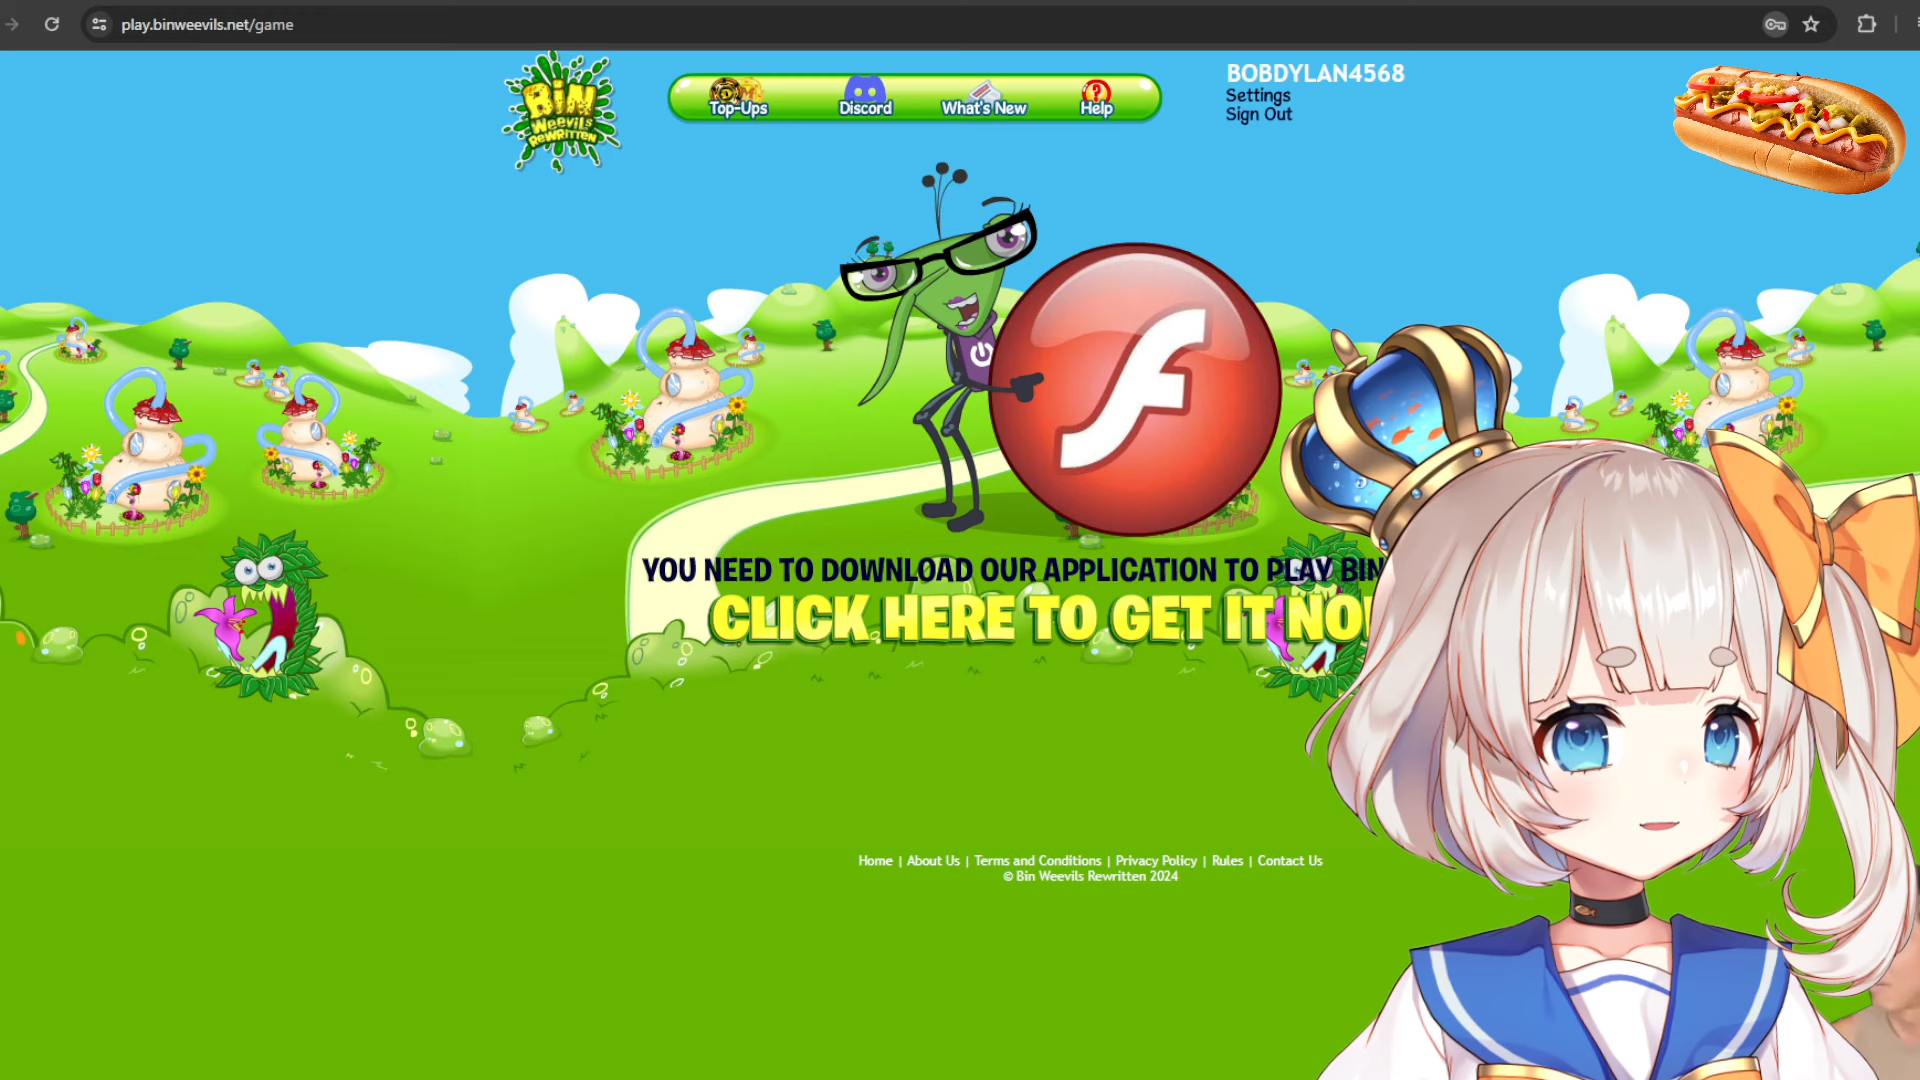 play.binweevils.net/game
BiN
Weevils
ReWRiTTEN
Top-Ups
Discord
What's New
Help
BOBDYLAN4568
Settings
Sign Out
YOU NEED TO DOWNLOAD OUR APPLICATION TO PLAY BIN
CLICK HERE TO GET IT
Home | About Us | Terms and Conditions | Privacy Policy | Rules | Contact Us
© Bin Weevils Rewritten 2024